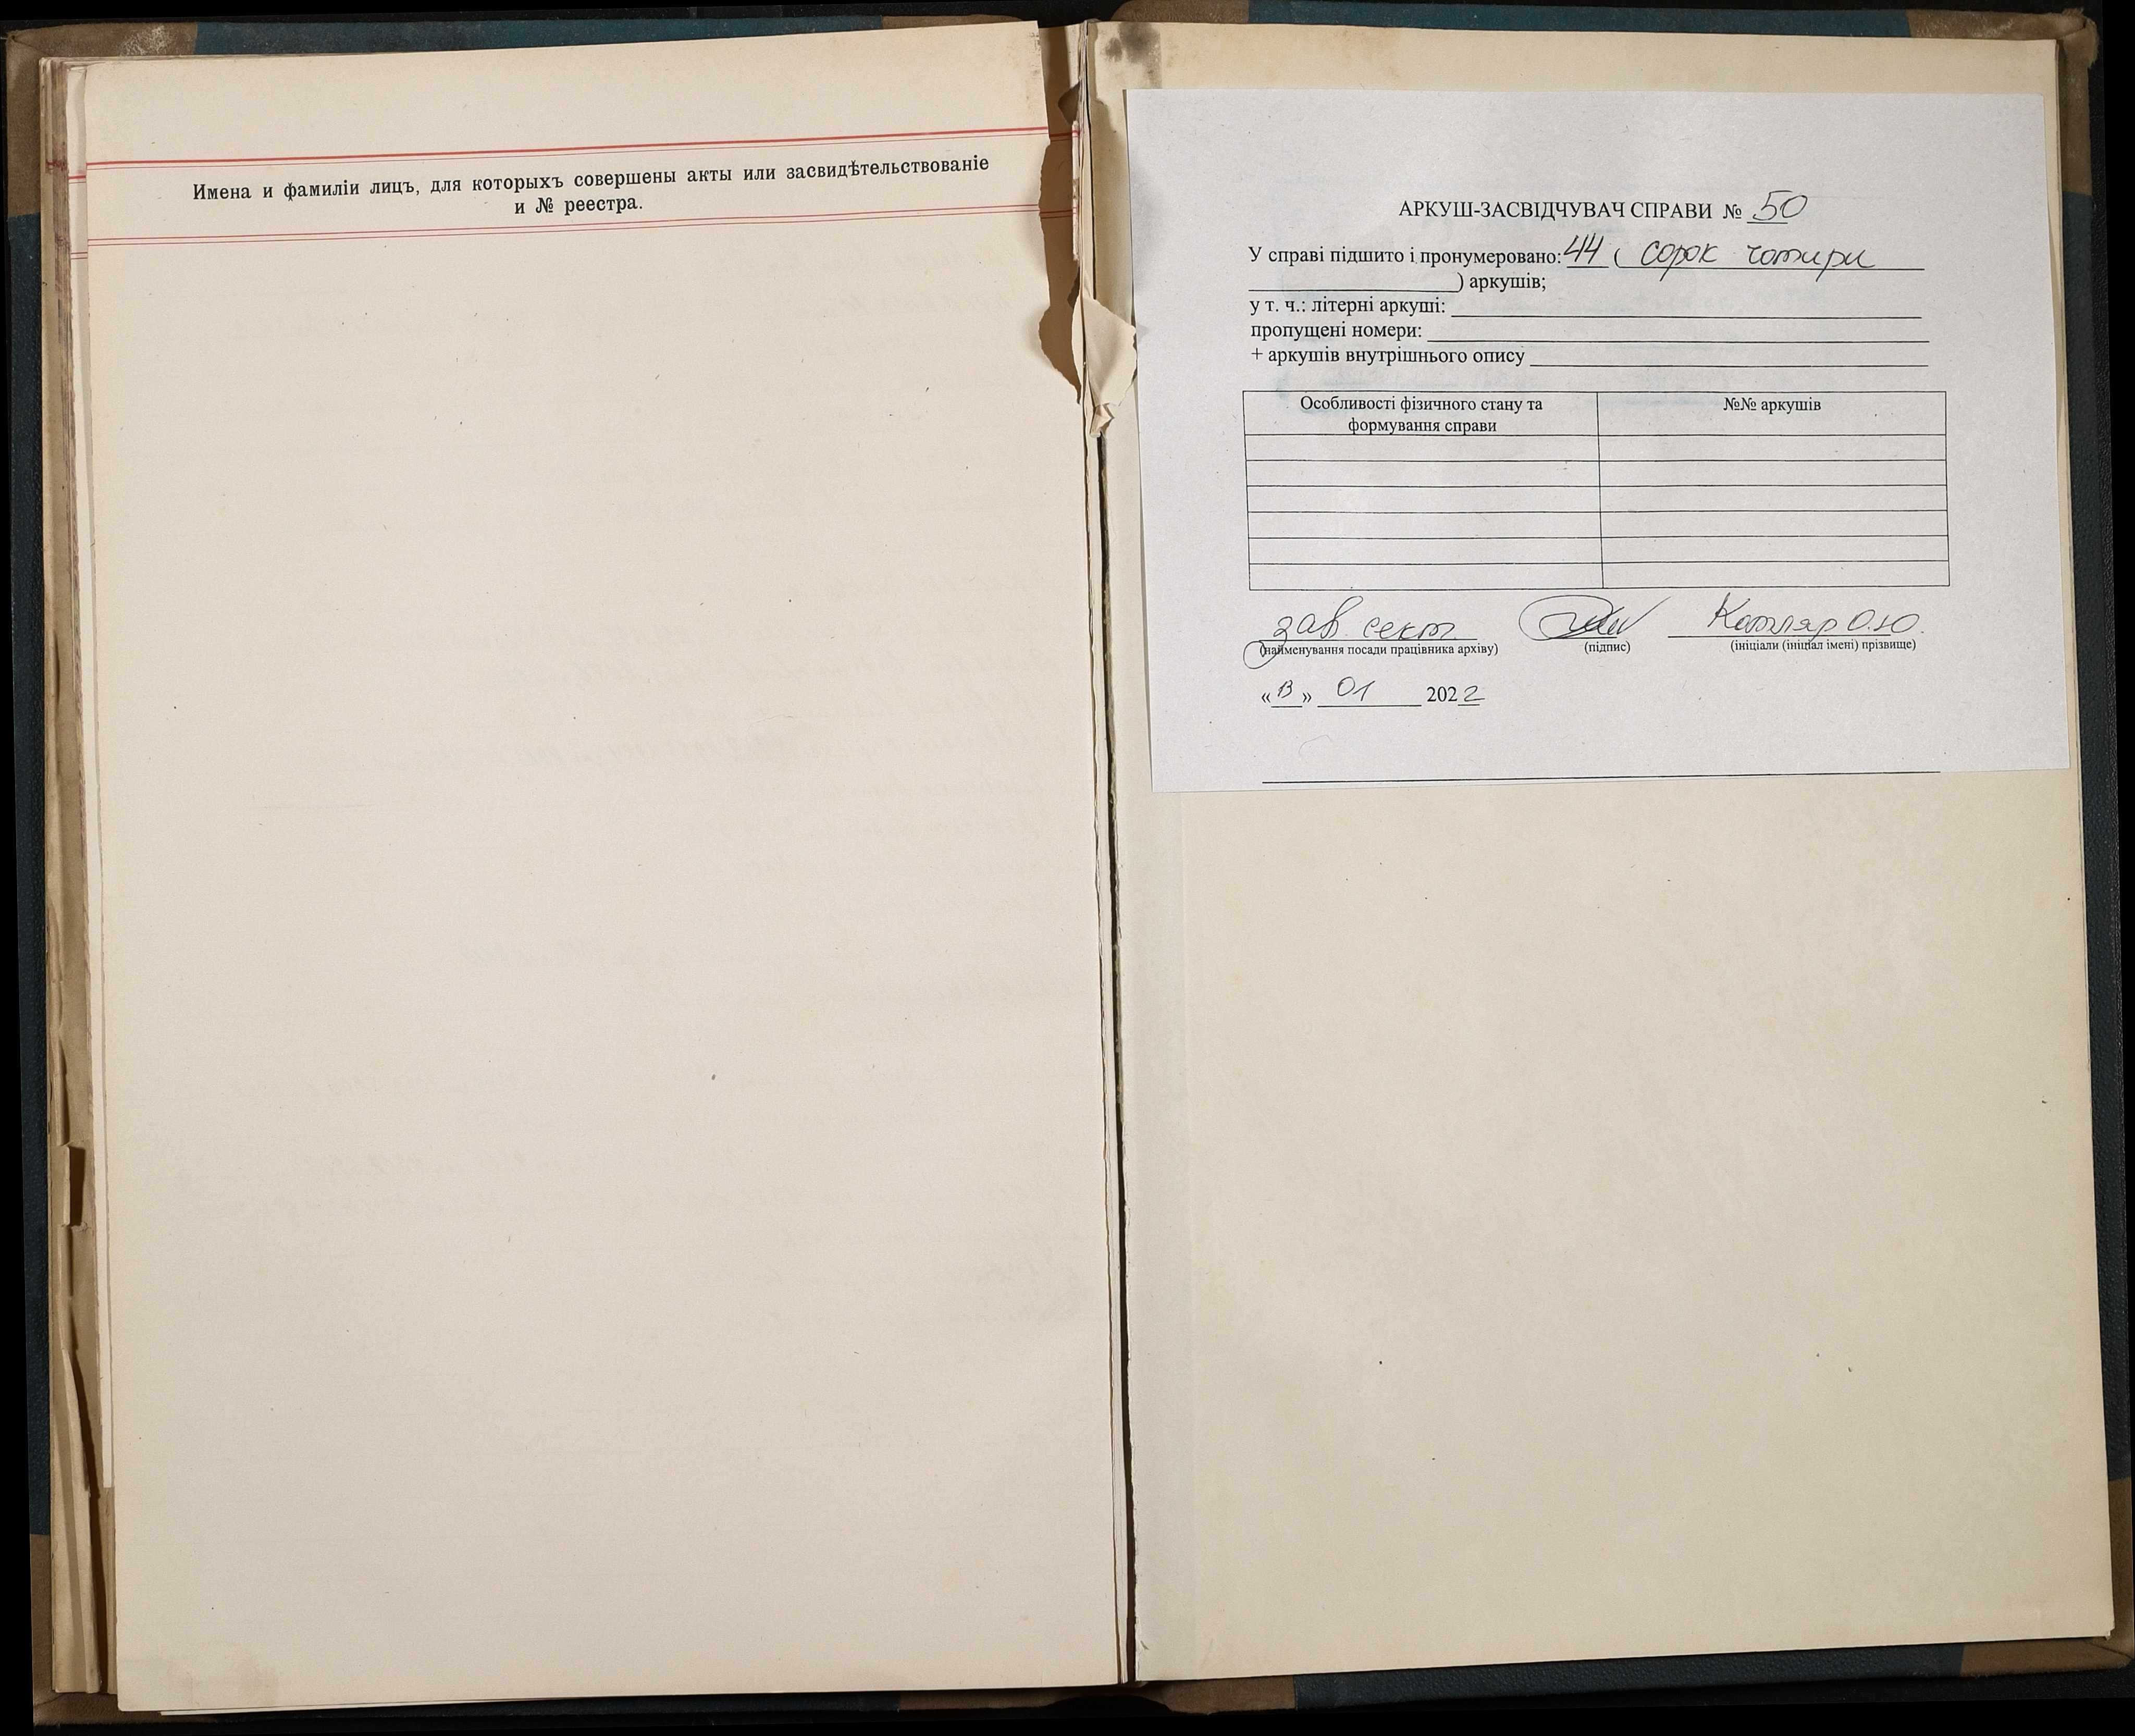 Имена и фамиліи лицъ, для которыхъ совершены акты или засвидѣтельствованіе
и № реестра.
АРКУШ-ЗАСВІДЧУВАЧ СПРАВИ № 50
У справі підшито і пронумеровано: 44 ( сорок чотири
) аркушів;
у т. ч.: літерні аркуші:
пропущені номери:
+ аркушів внутрішнього опису
Особливості фізичного стану та формування справи
№№ аркушів
зав. сект. Котляр О.Ю.
(найменування посади працівника архіву) (підпис) (ініціали (ініціал імені) прізвище)
«13» 01 2022